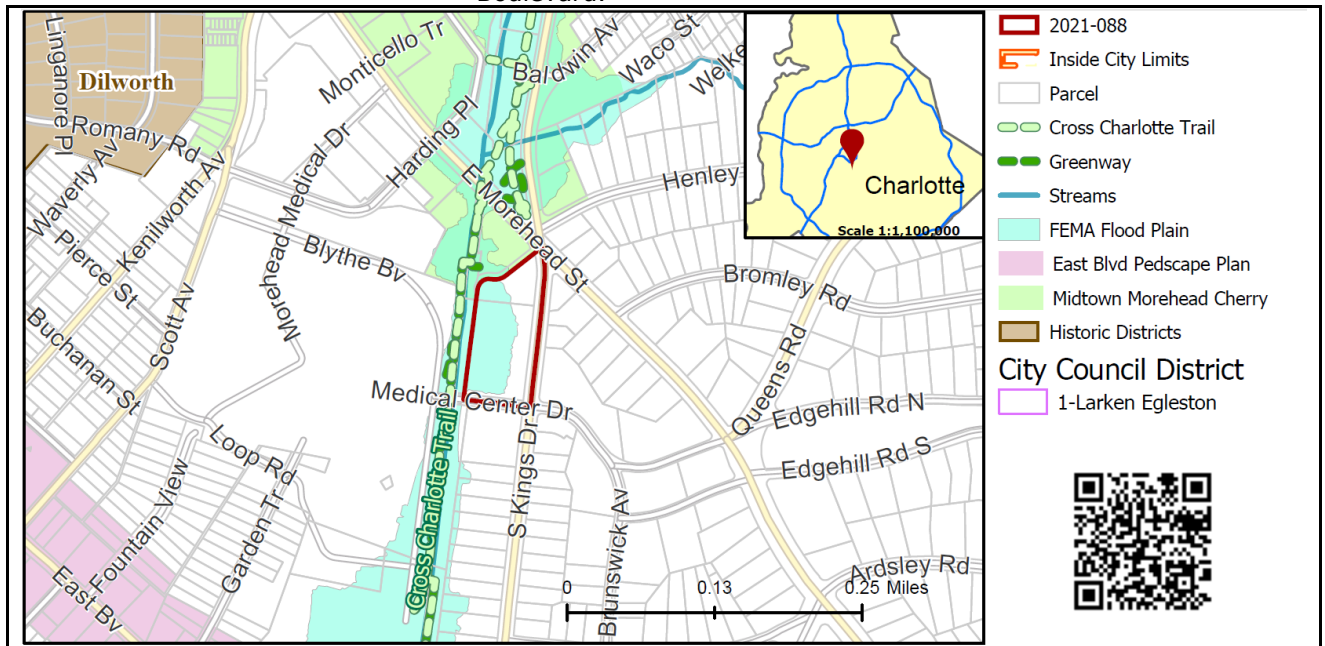 Boulevard.
Linganore Pl
Dilworth
Romany Rd
Waverly Av
Pierce St
Buchanan St
Kenilworth Av
Scott Av
Monticello Tr
Morehead Medical Dr
Harding Pl
Blythe Bv
E Morehead St
Baldwin Av
Waco St
Welke
Henley
Bromley Rd
Queens Rd
Edgehill Rd N
Edgehill Rd S
Medical Center Dr
S Kings Dr
Brunswick Av
Ardsley Rd
Loop Rd
Garden Tr
Fountain View
East Bv
Cross Charlotte Trail
0 0.13 0.25 Miles
Charlotte
Scale 1:1,100,000
2021-088
Inside City Limits
Parcel
Cross Charlotte Trail
Greenway
Streams
FEMA Flood Plain
East Blvd Pedscape Plan
Midtown Morehead Cherry
Historic Districts
City Council District
1-Larken Egleston